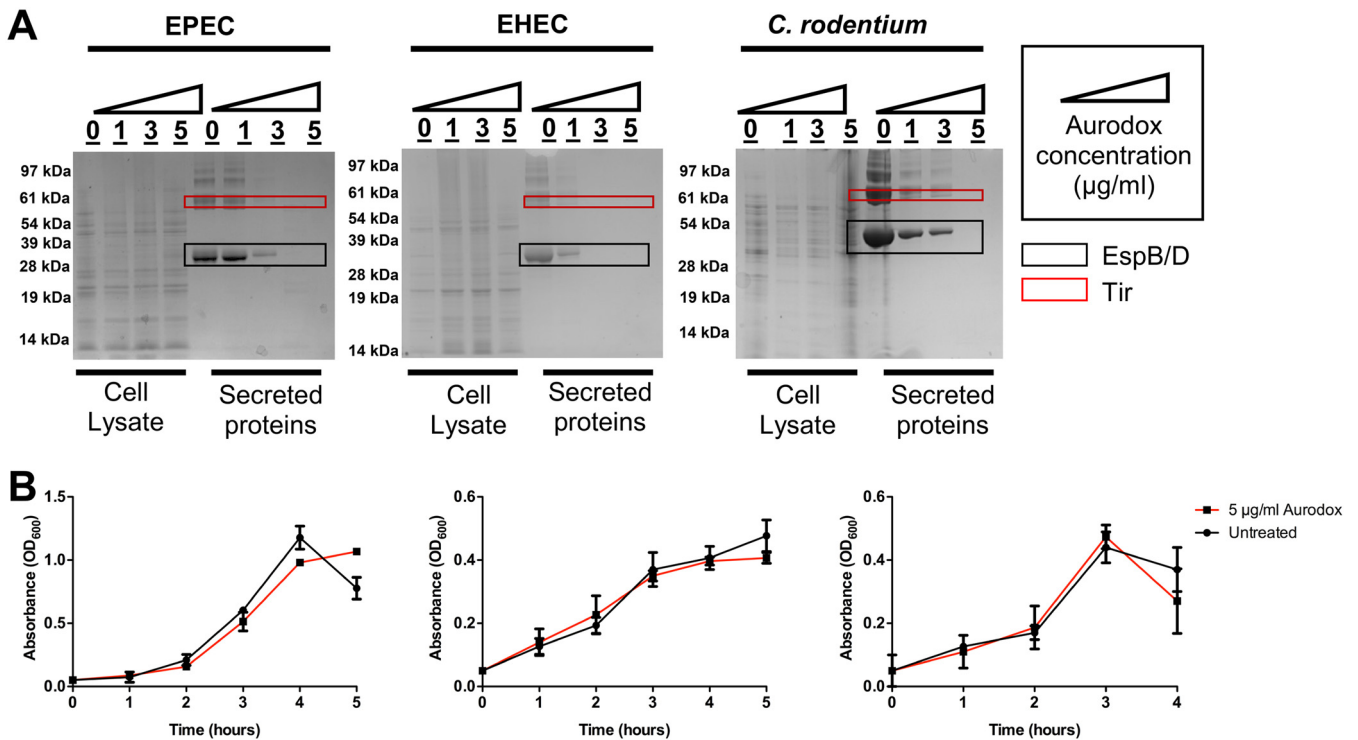 A
EPEC
EHEC
C. rodentium
0 1 3 5 0 1 3 5
0 1 3 5 0 1 3 5
0 1 3 5 0 1 3 5
97 kDa
61 kDa
54 kDa
39 kDa
28 kDa
19 kDa
14 kDa
97 kDa
61 kDa
54 kDa
39 kDa
28 kDa
19 kDa
14 kDa
97 kDa
61 kDa
54 kDa
39 kDa
28 kDa
19 kDa
14 kDa
Cell
Lysate
Secreted
proteins
Cell
Lysate
Secreted
proteins
Cell
Lysate
Secreted
proteins
Aurodox
concentration
(µg/ml)
EspB/D
Tir
B
Absorbance (OD600)
1.5
1.0
0.5
0.0
0 1 2 3 4 5
Time (hours)
Absorbance (OD600)
0.6
0.4
0.2
0.0
0 1 2 3 4 5
Time (hours)
Absorbance (OD600)
0.6
0.4
0.2
0.0
0 1 2 3 4
Time (hours)
5 µg/ml Aurodox
Untreated